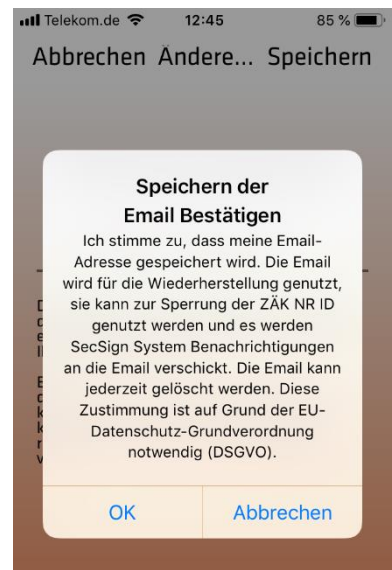 Telekom.de 12:45 85 %
Abbrechen Ändere... Speichern
Speichern der
Email Bestätigen
Ich stimme zu, dass meine Email-
Adresse gespeichert wird. Die Email
wird für die Wiederherstellung genutzt,
sie kann zur Sperrung der ZÄK NR ID
genutzt werden und es werden
SecSign System Benachrichtigungen
an die Email verschickt. Die Email kann
jederzeit gelöscht werden. Diese
Zustimmung ist auf Grund der EU-
Datenschutz-Grundverordnung
notwendig (DSGVO).
OK Abbrechen